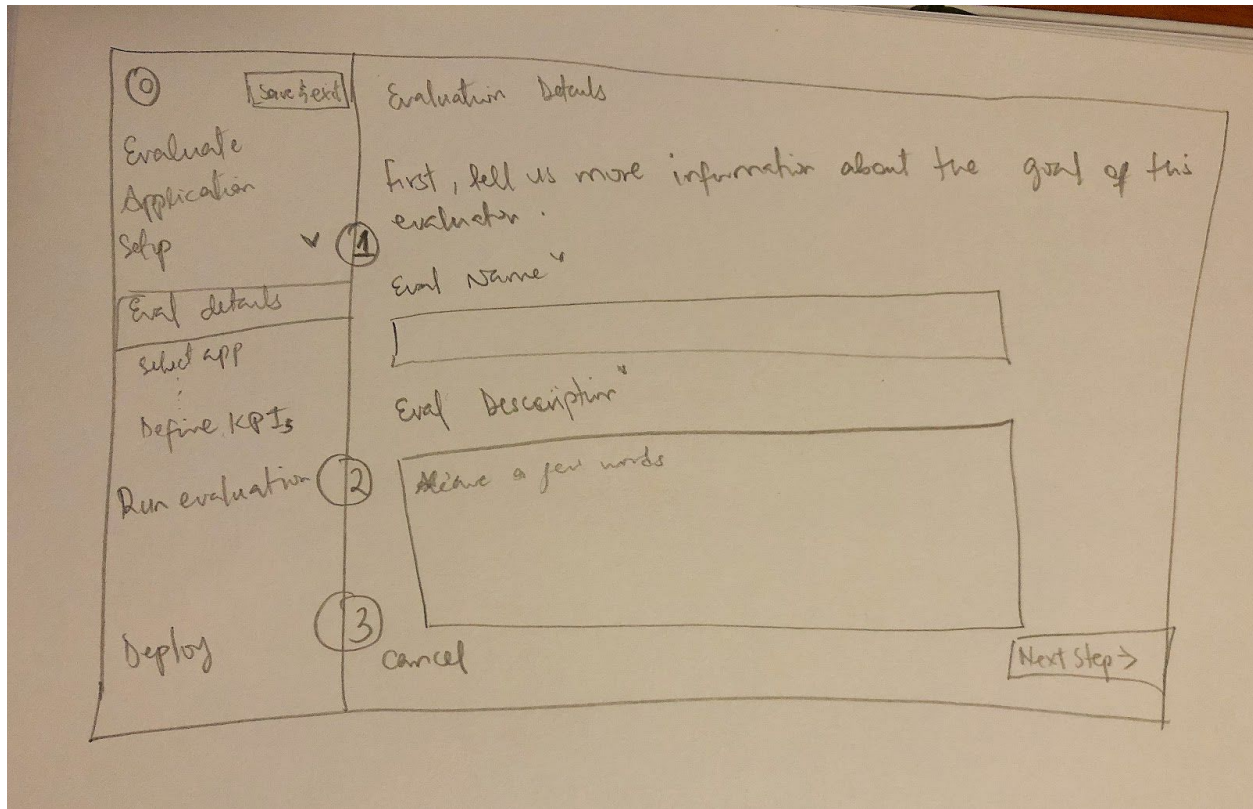 Save & exit
Evaluate
Application
Setup
1
Eval details
Select app
Define KPIs
Run evaluation
2
Deploy
3
Evaluation Details
First, tell us more information about the goal of this
evaluator.
Eval Name*
Eval Description*
a few words
Cancel
Next Step →